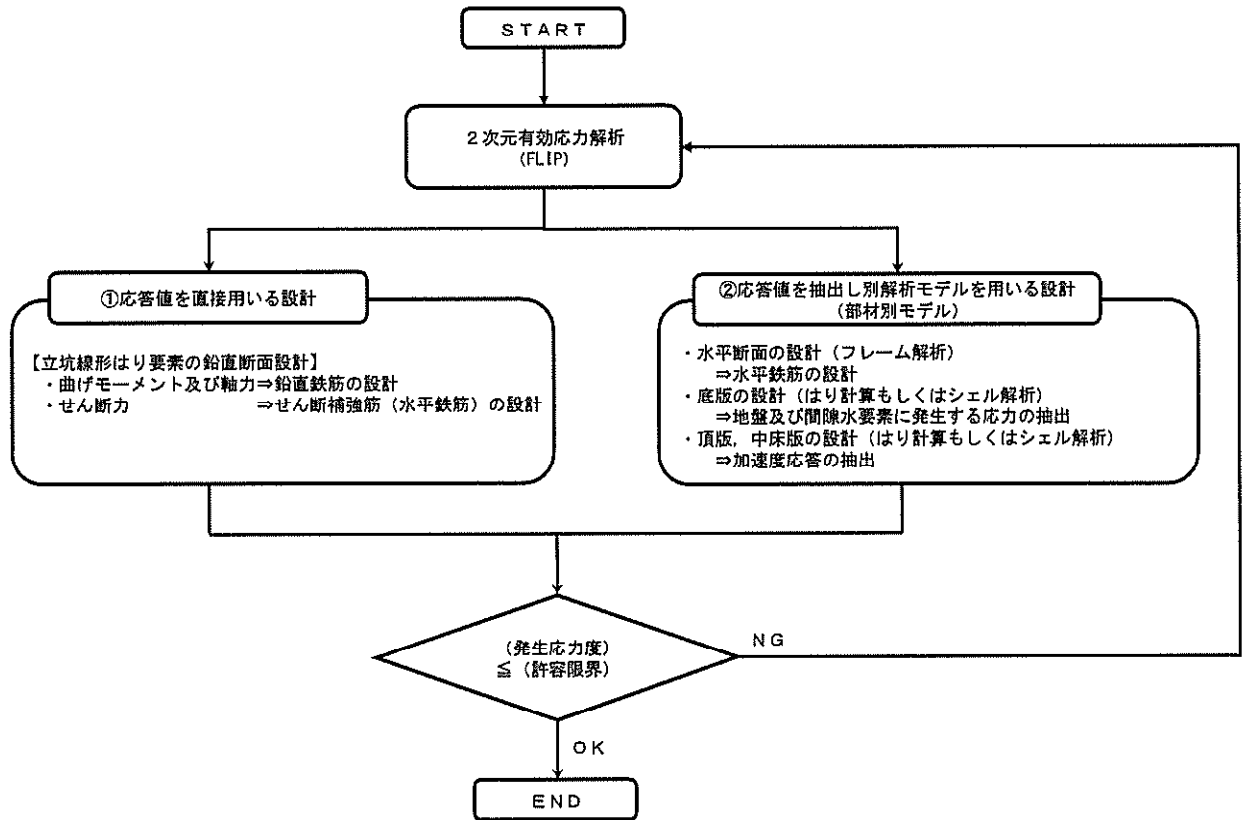 START
2次元有効応力解析
(FLIP)
①応答値を直接用いる設計
【立坑線形はり要素の鉛直断面設計】
・曲げモーメント及び軸力⇒鉛直鉄筋の設計
・せん断力 ⇒せん断補強筋（水平鉄筋）の設計
②応答値を抽出し別解析モデルを用いる設計
（部材別モデル）
・水平断面の設計（フレーム解析）
⇒水平鉄筋の設計
・底版の設計（はり計算もしくはシェル解析）
⇒地盤及び間隙水要素に発生する応力の抽出
・頂版，中床版の設計（はり計算もしくはシェル解析）
⇒加速度応答の抽出
（発生応力度）
≦（許容限界）
NG
OK
END